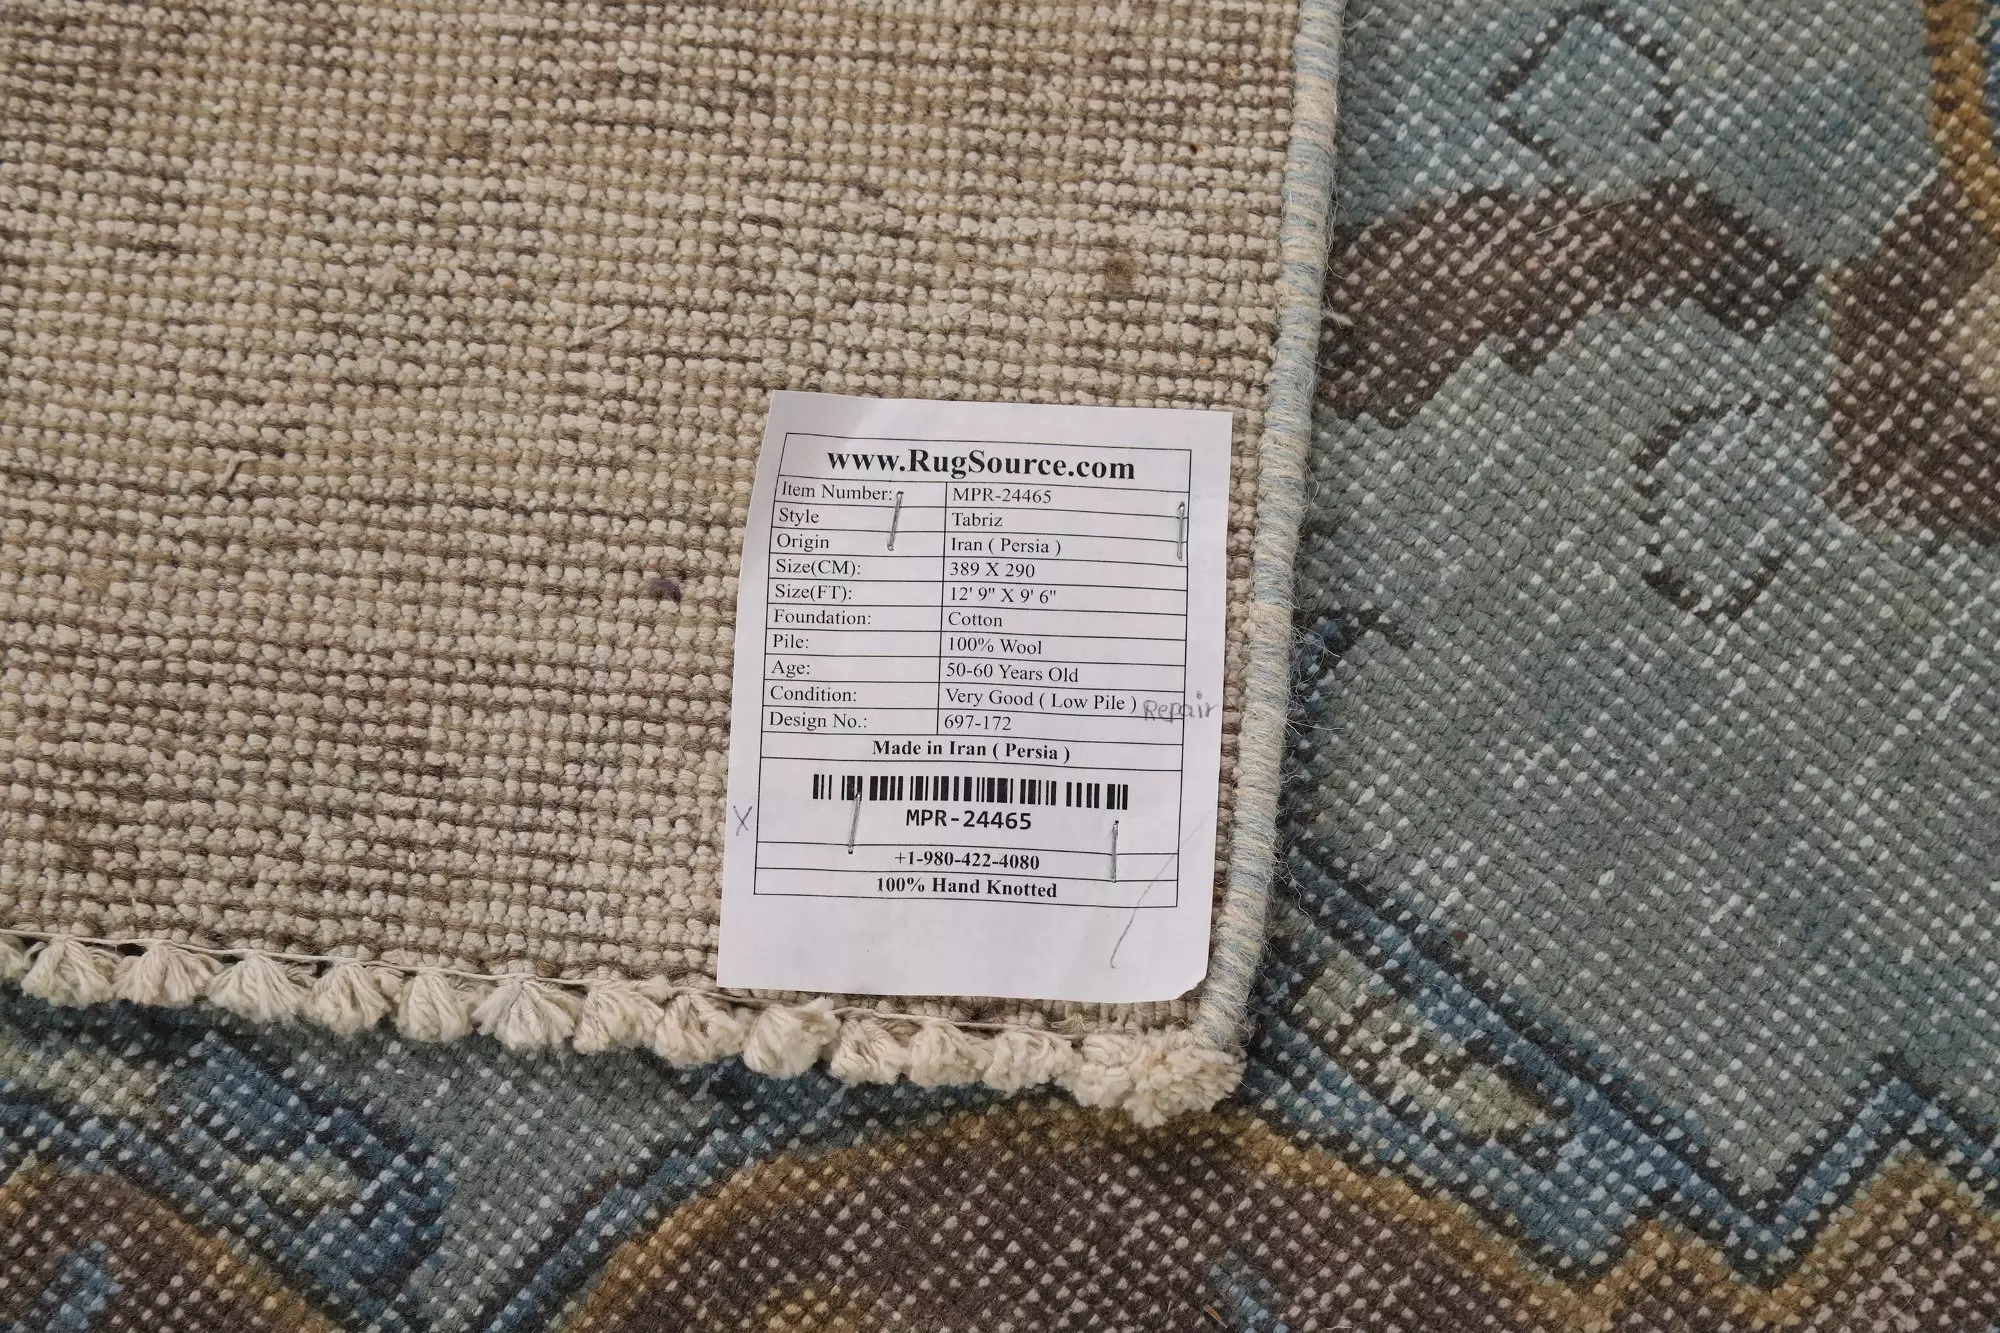 www.RugSource.com
Item Number: MPR-24465
Style Tabriz
Origin Iran ( Persia )
Size(CM): 389 X 290
Size(FT): 12' 9" X 9' 6"
Foundation: Cotton
Pile: 100% Wool
Age: 50-60 Years Old
Condition: Very Good ( Low Pile ) Repair
Design No.: 697-172
Made in Iran ( Persia )
X MPR-24465
+1-980-422-4080
100% Hand Knotted